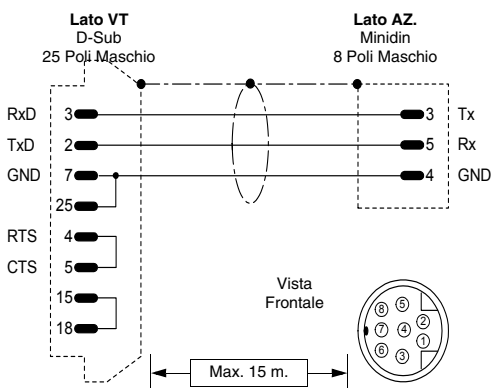 Lato VT
D-Sub
25 Poli Maschio
Lato AZ.
Minidin
8 Poli Maschio
RxD 3 3 Tx
TxD 2 5 Rx
GND 7 4 GND
25
RTS 4
CTS 5
15
18
Vista
Frontale
8 5 2
7 4 1
6 3
Max. 15 m.